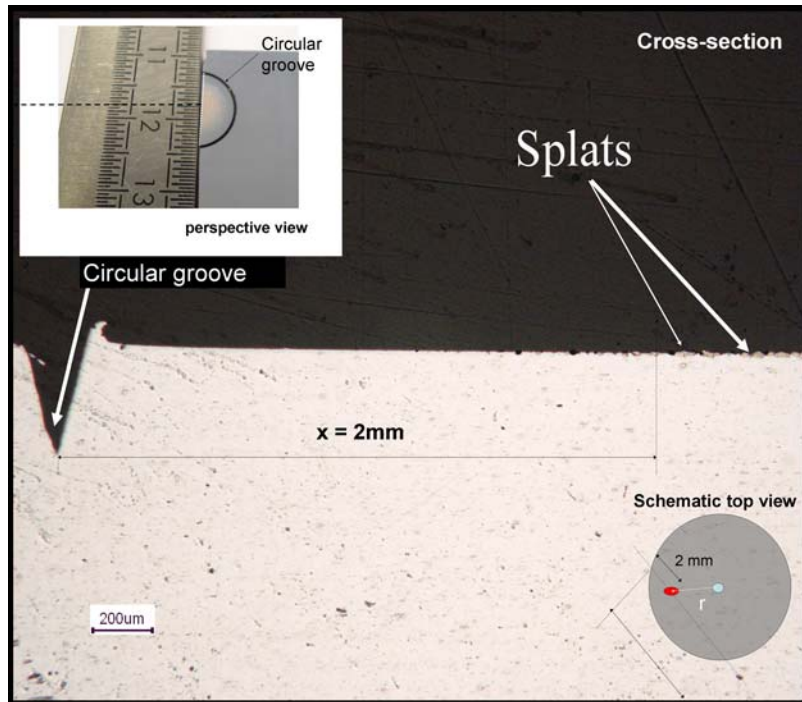 Cross-section
Circular
groove
11
12
13
perspective view
Splats
Circular groove
x = 2mm
Schematic top view
2 mm
r
200um